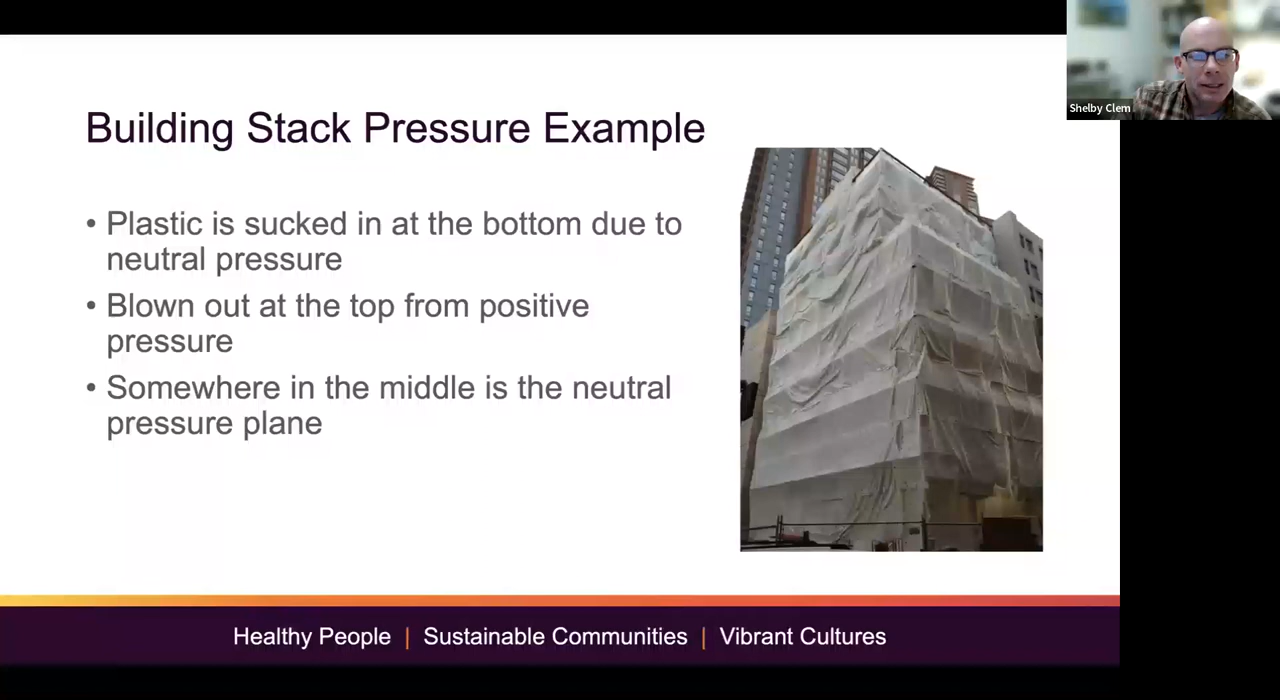 Shelby Clem
Building Stack Pressure Example
• Plastic is sucked in at the bottom due to
neutral pressure
• Blown out at the top from positive
pressure
• Somewhere in the middle is the neutral
pressure plane
Healthy People | Sustainable Communities | Vibrant Cultures